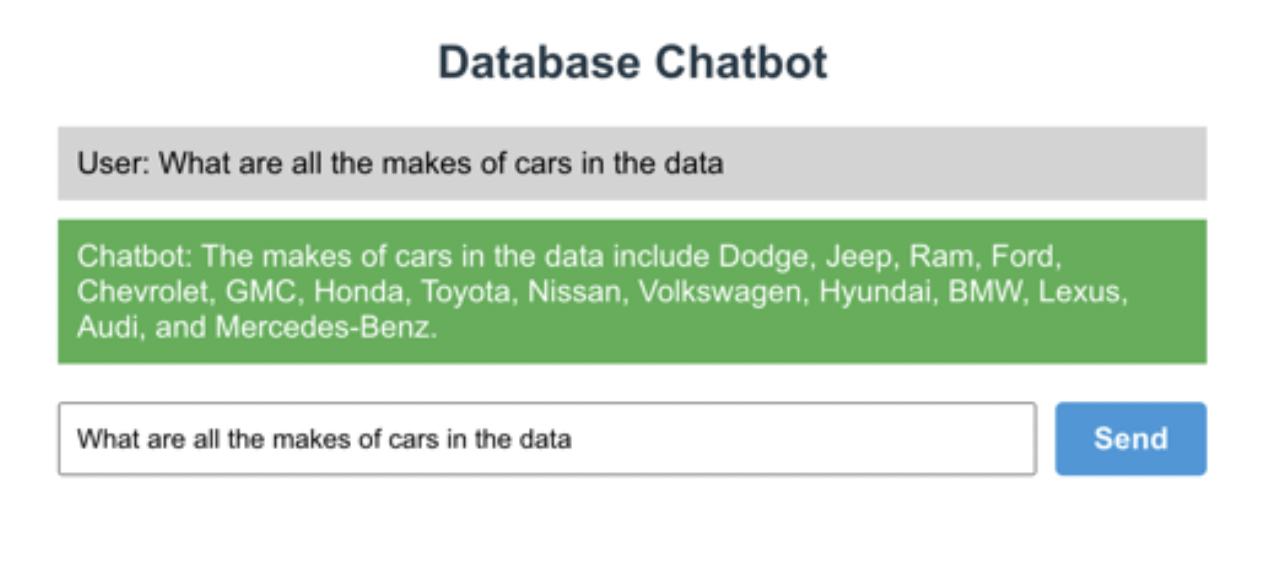 Database Chatbot
User: What are all the makes of cars in the data
Chatbot: The makes of cars in the data include Dodge, Jeep, Ram, Ford,
Chevrolet, GMC, Honda, Toyota, Nissan, Volkswagen, Hyundai, BMW, Lexus,
Audi, and Mercedes-Benz.
What are all the makes of cars in the data
Send